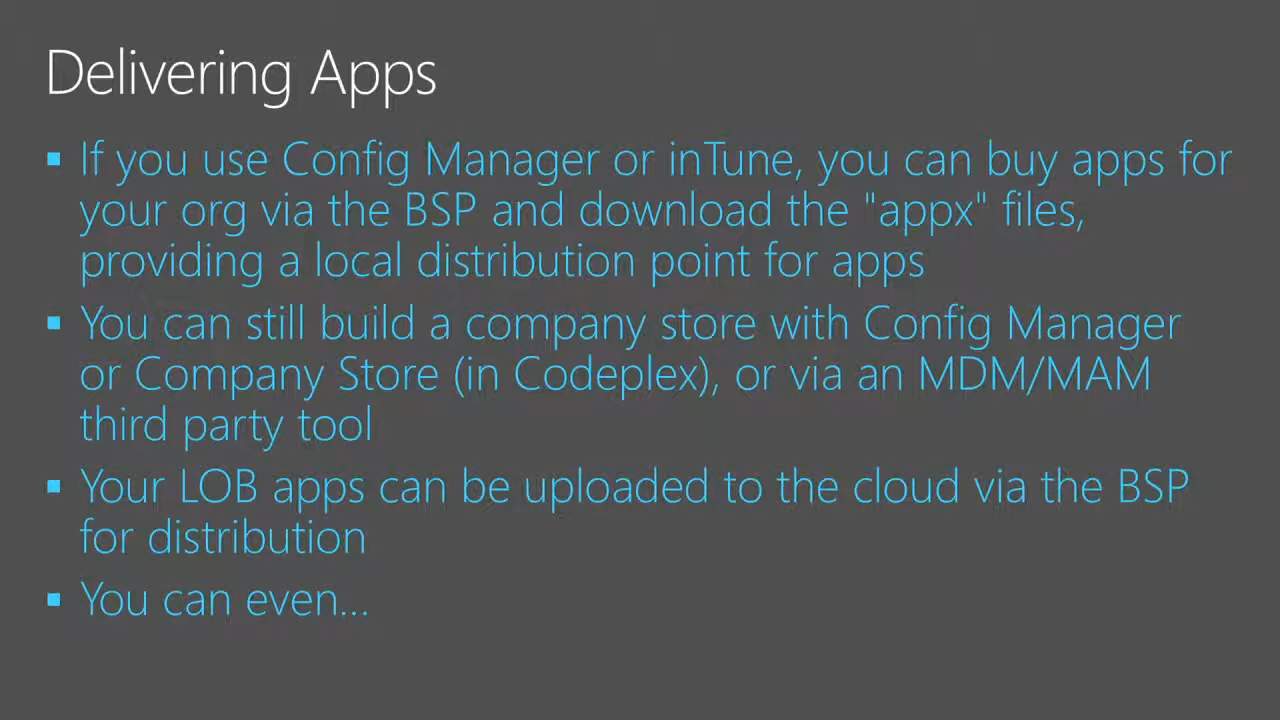 Delivering Apps
▪ If you use Config Manager or inTune, you can buy apps for
your org via the BSP and download the "appx" files,
providing a local distribution point for apps
▪ You can still build a company store with Config Manager
or Company Store (in Codeplex), or via an MDM/MAM
third party tool
▪ Your LOB apps can be uploaded to the cloud via the BSP
for distribution
▪ You can even...